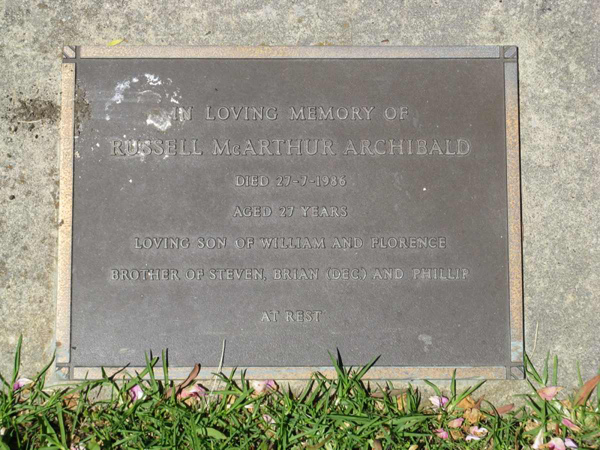 IN LOVING MEMORY OF
RUSSELL McARTHUR ARCHIBALD
DIED 27-7-1986
AGED 27 YEARS
LOVING SON OF WILLIAM AND FLORENCE
BROTHER OF STEVEN, BRIAN (DEC) AND PHILLIP
AT REST